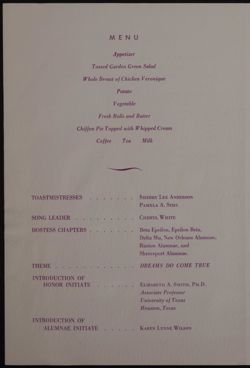 MENU
Appetizer
Tossed Garden Green Salad
Whole Breast of Chicken Veronique
Potato
Vegetable
Fresh Rolls and Butter
Chiffon Pie Topped with Whipped Cream
Coffee Tea Milk
TOASTMISTRESSES . . . . . . . . Sherry Lee Anderson
Pamela A. Sims
SONG LEADER . . . . . . . . . Cheryl White
HOSTESS CHAPTERS . . . . . . . Beta Epsilon, Epsilon Beta,
Delta Mu, New Orleans Alumnae,
Ruston Alumnae, and
Shreveport Alumnae.
THEME . . . . . . . . . . . . DREAMS DO COME TRUE
INTRODUCTION OF
HONOR INITIATE . . . . . . . . Elizabeth A. Smith, Ph.D.
Associate Professor
University of Texas
Houston, Texas
INTRODUCTION OF
ALUMNAE INITIATE . . . . . . . Karen Lynne Wilson